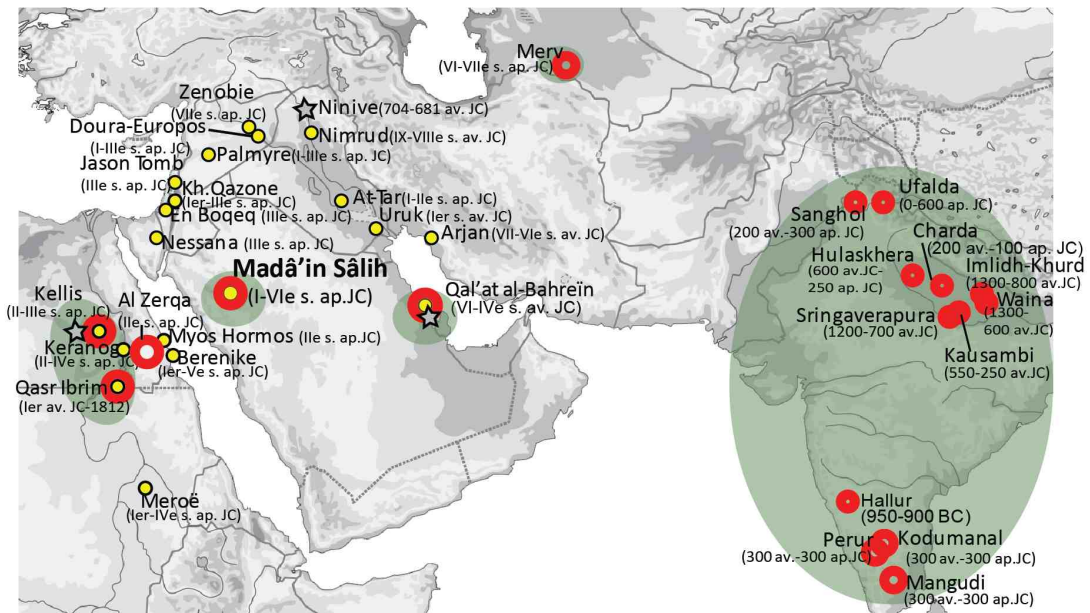 Merv
(VI-VIIe s. ap. JC)
Zenobie
(VIIe s. ap. JC)
Ninive(704-681 av. JC)
Doura-Europos
(I-IIIe s. ap. JC)
Nimrud(IX-VIIIe s. av. JC)
Palmyre(I-IIIe s. ap. JC)
Jason Tomb
(IIIe s. ap. JC)
Kh.Qazone
(Ier-IIIe s. ap. JC)
At-Tar(I-IIe s. ap. JC)
En Boqeq (IIIe s. ap. JC)
Uruk(Ier s. av. JC)
Nessana (IIIe s. ap. JC)
Arjan(VII-VIe s. av. JC)
Madâ'in Sâlih
(I-VIe s. ap.JC)
Qal'at al-Bahreïn
(VI-IVe s. av. JC)
Kellis
(II-IIIe s. ap. JC)
Al Zerqa
(IIe s. ap. JC)
Myos Hormos (IIe s. ap. JC)
Keranog
(II-IVe s. ap. JC)
Berenike
(Ier-Ve s. ap. JC)
Qasr Ibrim
(Ier av. JC-1812)
Meroë
(Ier-IVe s. ap. JC)
Ufalda
(0-600 ap. JC)
Sanghol
(200 av.-300 ap. JC)
Charda
(200 av.-100 ap. JC)
Hulaskhera
(600 av.JC-
250 ap. JC)
Imlidh-Khurd
(1300-800 av.JC)
Waina
(1300-
600 av.JC)
Sringaverapura
(1200-700 av.JC)
Kausambi
(550-250 av.JC)
Hallur
(950-900 BC)
Perur
(300 av.-300 ap.JC)
Kodumanal
(300 av.-300 ap.JC)
Mangudi
(300 av.-300 ap.JC)